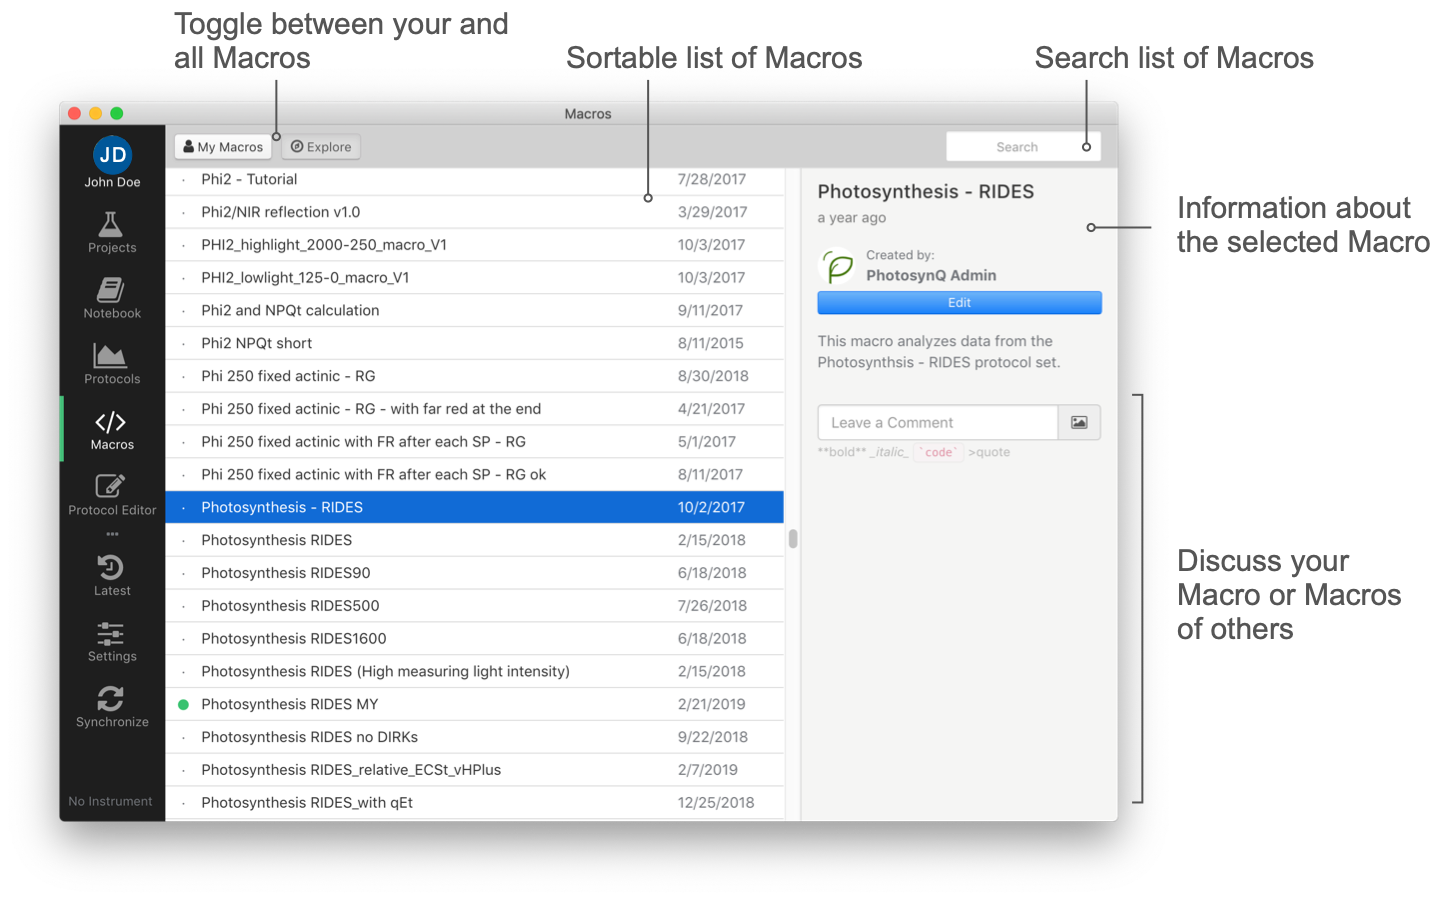 Toggle between your and
all Macros
Sortable list of Macros
Search list of Macros
Macros
JD
John Doe
My Macros
Explore
Search
Projects
Notebook
Protocols
Macros
Protocol Editor
Latest
Settings
Synchronize
No Instrument
Phi2 - Tutorial 7/28/2017
Phi2/NIR reflection v1.0 3/29/2017
PHI2_highlight_2000-250_macro_V1 10/3/2017
PHI2_lowlight_125-0_macro_V1 10/3/2017
Phi2 and NPQt calculation 9/11/2017
Phi2 NPQt short 8/11/2015
Phi 250 fixed actinic - RG 8/30/2018
Phi 250 fixed actinic - RG - with far red at the end 4/21/2017
Phi 250 fixed actinic with FR after each SP - RG 5/1/2017
Phi 250 fixed actinic with FR after each SP - RG ok 8/11/2017
Photosynthesis - RIDES 10/2/2017
Photosynthesis RIDES 2/15/2018
Photosynthesis RIDES90 6/18/2018
Photosynthesis RIDES500 7/26/2018
Photosynthesis RIDES1600 6/18/2018
Photosynthesis RIDES (High measuring light intensity) 2/15/2018
Photosynthesis RIDES MY 2/21/2019
Photosynthesis RIDES no DIRKs 9/22/2018
Photosynthesis RIDES_relative_ECSt_vHPlus 2/7/2019
Photosynthesis RIDES_with qEt 12/25/2018
Photosynthesis - RIDES
a year ago
Created by:
PhotosynQ Admin
Edit
This macro analyzes data from the
Photosynthsis - RIDES protocol set.
Leave a Comment
**bold** _italic_ `code` >quote
Information about
the selected Macro
Discuss your
Macro or Macros
of others